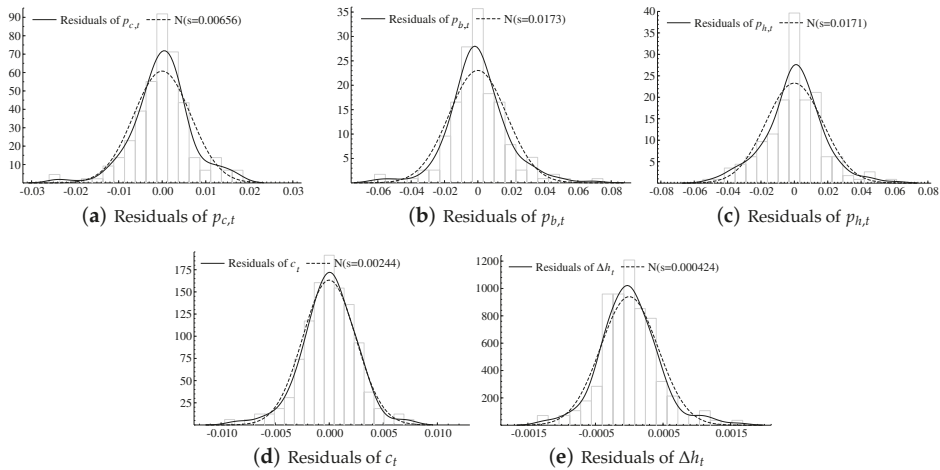 Residuals of p_{c,t} N(s=0.00656)
90
80
70
60
50
40
30
20
10
-0.03 -0.02 -0.01 0.00 0.01 0.02 0.03
(a) Residuals of p_{c,t}
Residuals of p_{b,t} N(s=0.0173)
35
30
25
20
15
10
5
-0.06 -0.04 -0.02 0 0.02 0.04 0.06 0.08
(b) Residuals of p_{b,t}
Residuals of p_{h,t} N(s=0.0171)
40
35
30
25
20
15
10
5
-0.08 -0.06 -0.04 -0.02 0 0.02 0.04 0.06 0.08
(c) Residuals of p_{h,t}
Residuals of c_t N(s=0.00244)
175
150
125
100
75
50
25
-0.010 -0.005 0.000 0.005 0.010
(d) Residuals of c_t
Residuals of Δh_t N(s=0.000424)
1200
1000
800
600
400
200
-0.0015 -0.0005 0.0005 0.0015
(e) Residuals of Δh_t